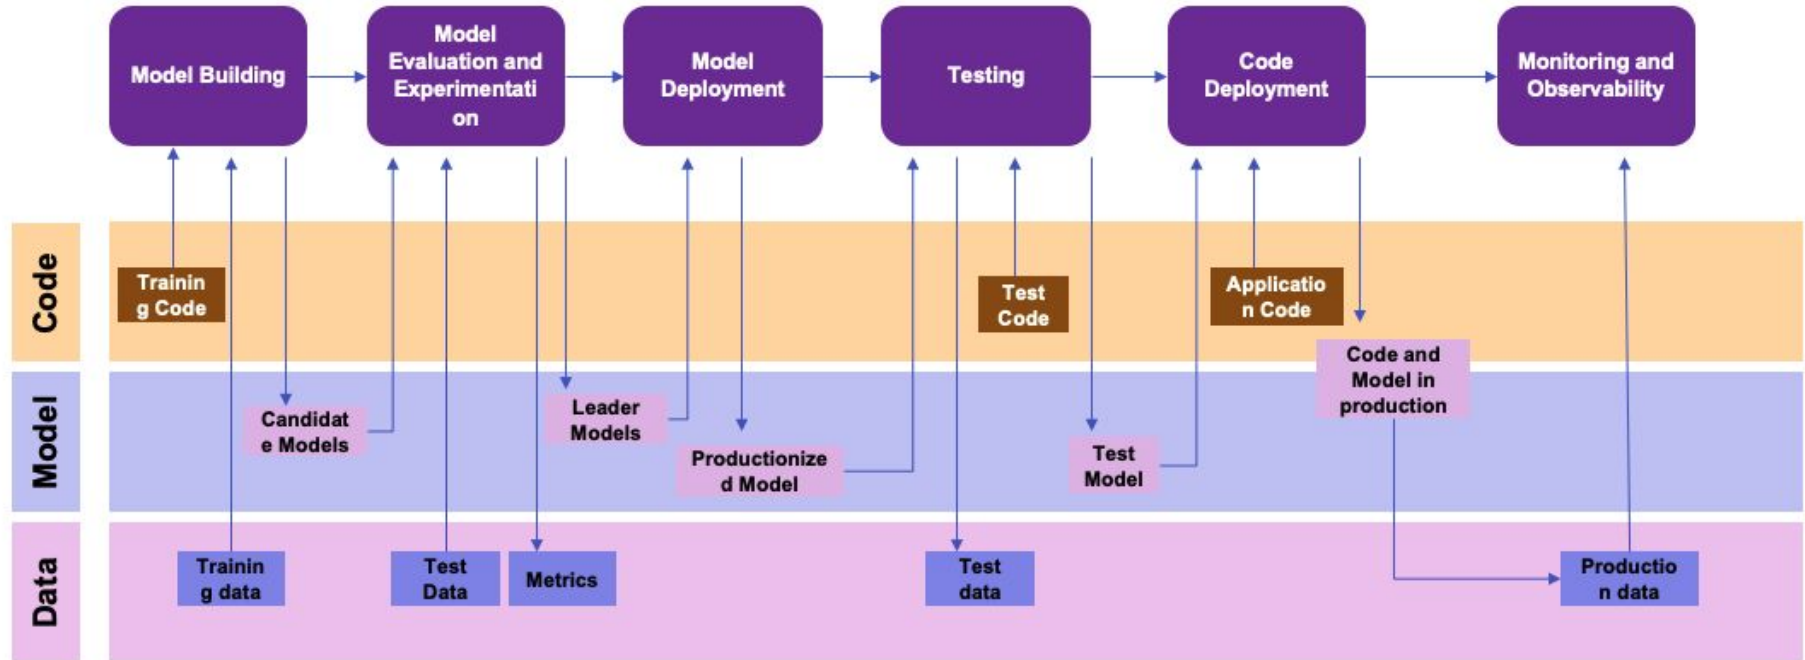 Model Building
Model
Evaluation and
Experimentati
on
Model
Deployment
Testing
Code
Deployment
Monitoring and
Observability
Code
Trainin
g Code
Test
Code
Applicatio
n Code
Code and
Model in
production
Model
Candidat
e Models
Leader
Models
Productionize
d Model
Test
Model
Data
Trainin
g data
Test
Data
Metrics
Test
data
Productio
n data